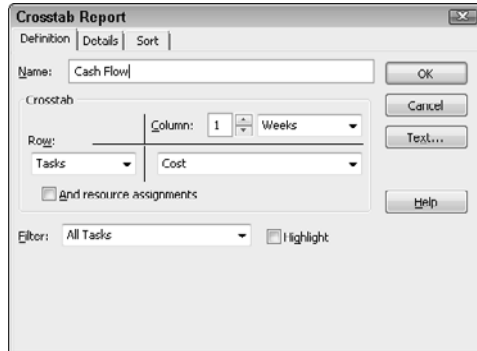 Crosstab Report
Definition Details Sort
Name: Cash Flow OK
Crosstab Cancel
Column: 1 Weeks Text...
Row:
Tasks Cost
And resource assignments Help
Filter: All Tasks Highlight